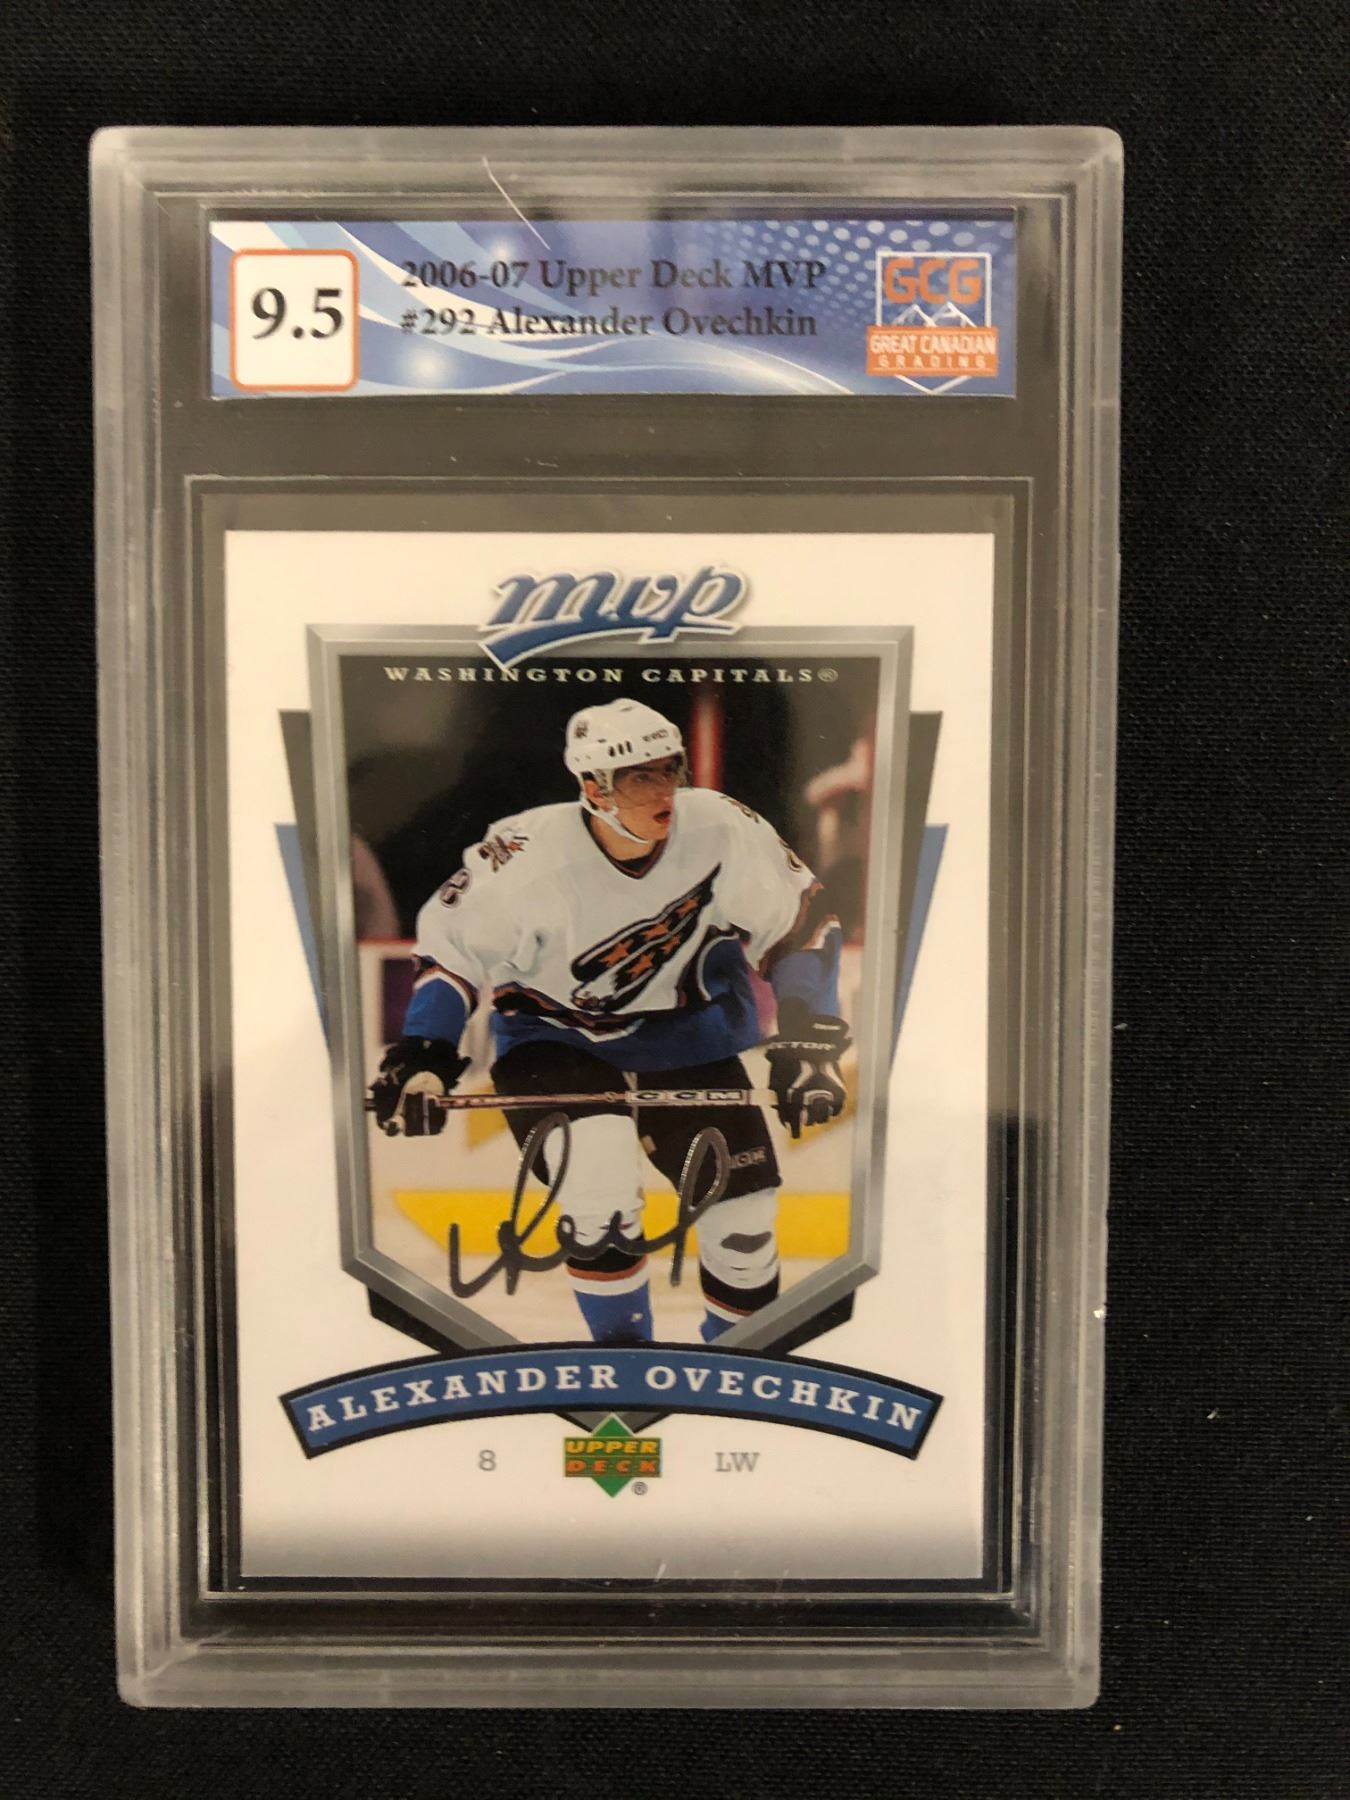 9.5
2006-07 Upper Deck MVP
#292 Alexander Ovechkin
GCG
GREAT CANADIAN
GRADING
mvp
WASHINGTON CAPITALS®
8
CCM
ALEXANDER OVECHKIN
8
UPPER
DECK
®
LW